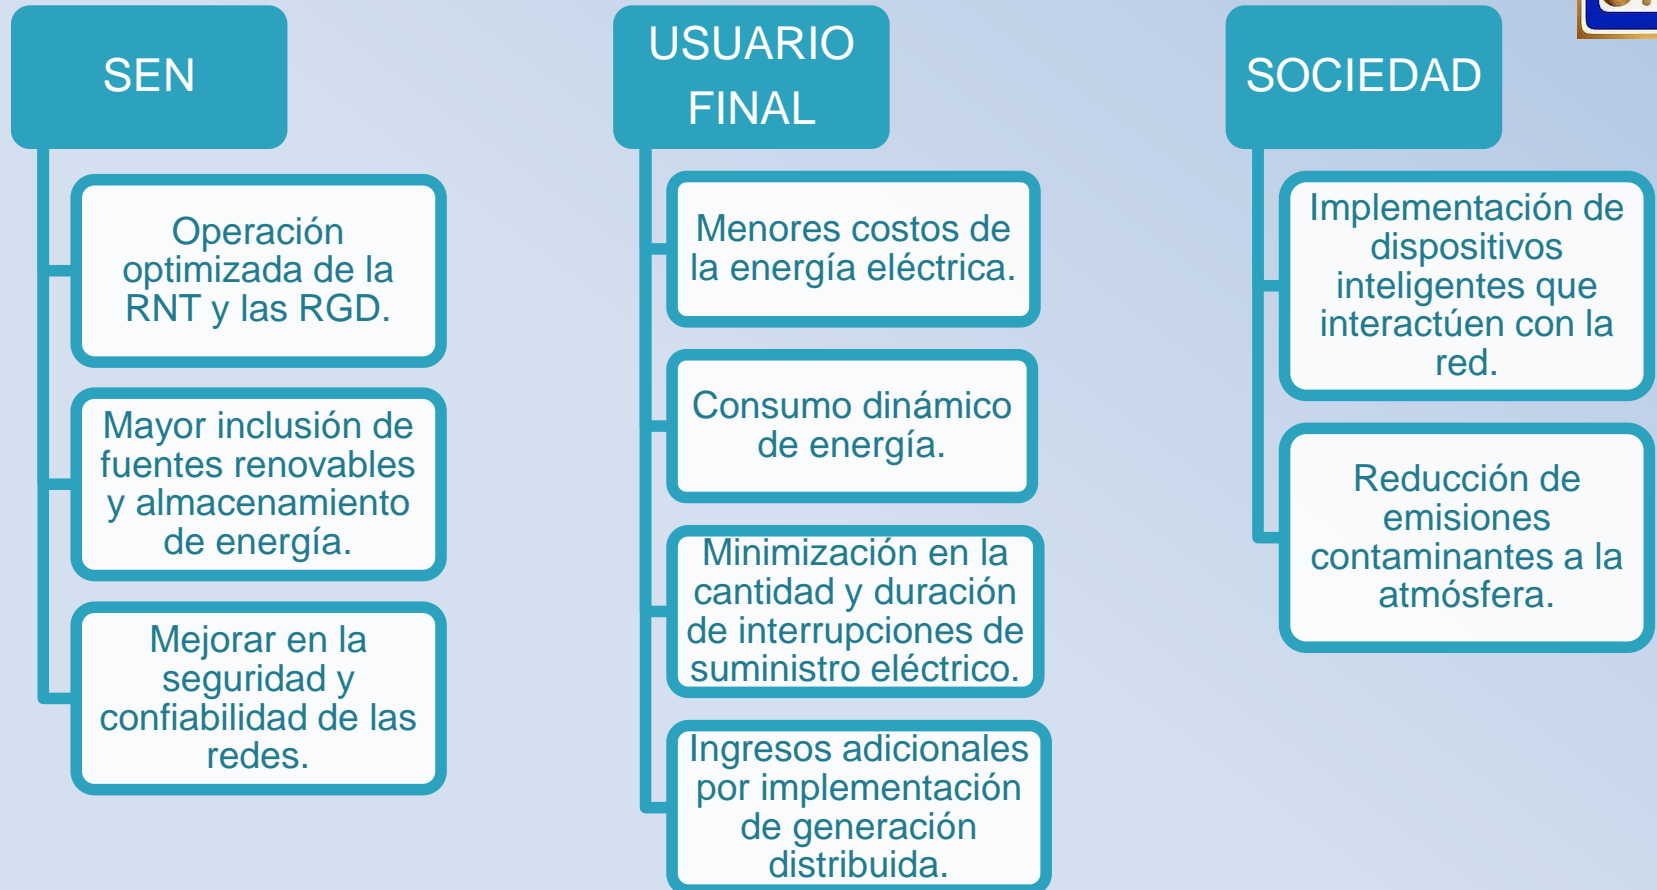 SEN
Operación
optimizada de la
RNT y las RGD.
Mayor inclusión de
fuentes renovables
y almacenamiento
de energía.
Mejorar en la
seguridad y
confiabilidad de las
redes.
USUARIO
FINAL
Menores costos de
la energía eléctrica.
Consumo dinámico
de energía.
Minimización en la
cantidad y duración
de interrupciones de
suministro eléctrico.
Ingresos adicionales
por implementación
de generación
distribuida.
SOCIEDAD
Implementación de
dispositivos
inteligentes que
interactúen con la
red.
Reducción de
emisiones
contaminantes a la
atmósfera.